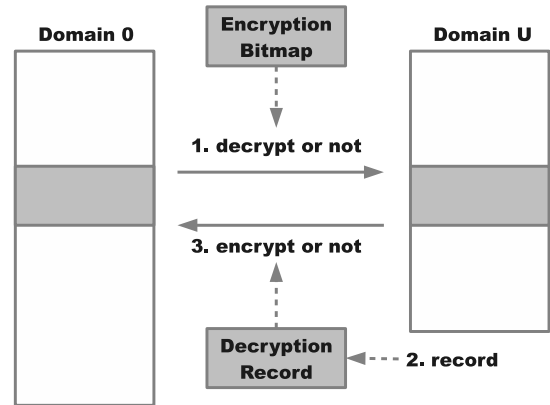 Domain 0
Encryption
Bitmap
Domain U
1. decrypt or not
3. encrypt or not
Decryption
Record
2. record